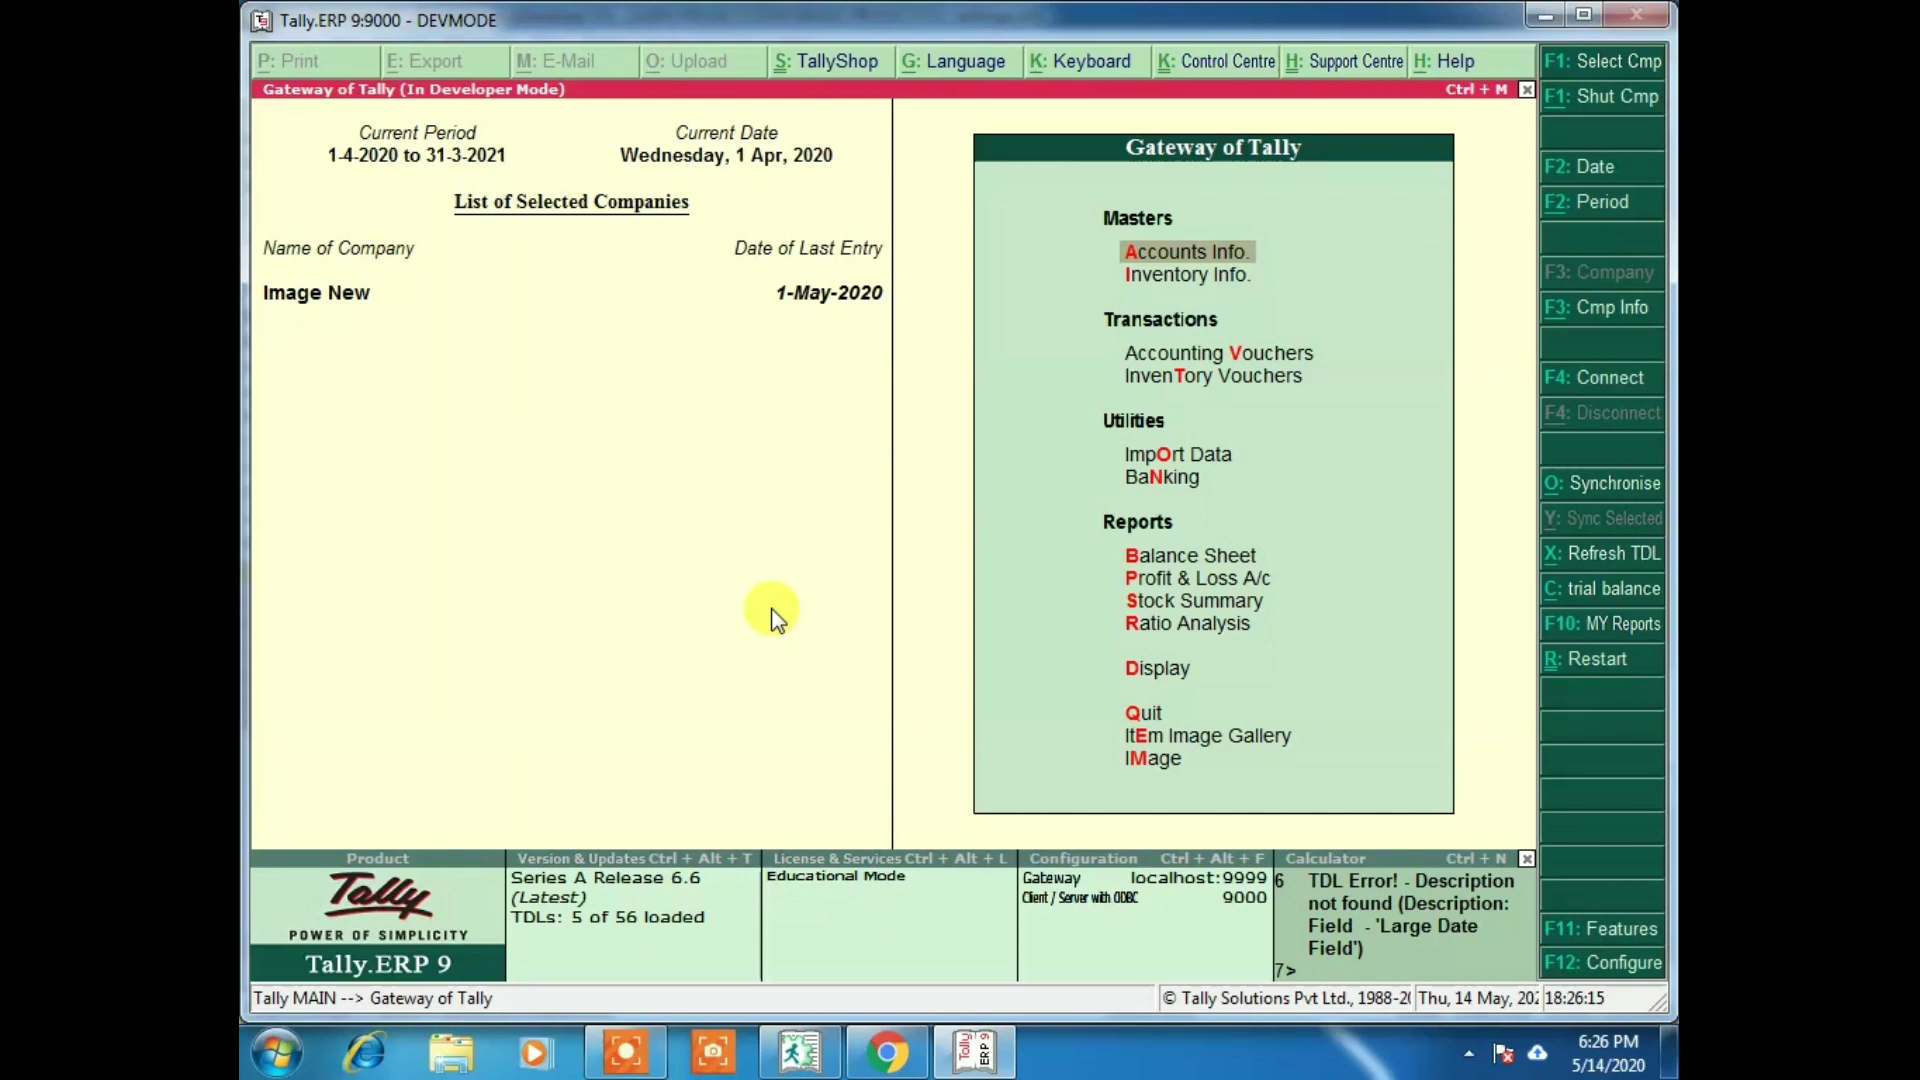 Tally.ERP 9:9000 - DEVMODE
P: Print
E: Export
M: E-Mail
O: Upload
S: TallyShop
G: Language
K: Keyboard
K: Control Centre
H: Support Centre
H: Help
Gateway of Tally (In Developer Mode)
Ctrl + M
Current Period
Current Date
1-4-2020 to 31-3-2021
Wednesday, 1 Apr, 2020
List of Selected Companies
Name of Company
Date of Last Entry
Image New
1-May-2020
Gateway of Tally
Masters
Accounts Info.
Inventory Info.
Transactions
Accounting Vouchers
InvenTory Vouchers
Utilities
ImpOrt Data
BaNking
Reports
Balance Sheet
Profit & Loss A/c
Stock Summary
Ratio Analysis
Display
Quit
ItEm Image Gallery
IMage
F1: Select Cmp
F1: Shut Cmp
F2: Date
F2: Period
F3: Company
F3: Cmp Info
F4: Connect
F4: Disconnect
O: Synchronise
Y: Sync Selected
X: Refresh TDL
C: trial balance
F10: MY Reports
R: Restart
F11: Features
F12: Configure
Product
Tally
POWER OF SIMPLICITY
Tally.ERP 9
Version & Updates Ctrl + Alt + T
Series A Release 6.6
(Latest)
TDLs: 5 of 56 loaded
License & Services Ctrl + Alt + L
Educational Mode
Configuration Ctrl + Alt + F
Gateway localhost:9999
Client / Server with ODBC 9000
Calculator Ctrl + N
6 TDL Error! - Description
not found (Description:
Field - 'Large Date
Field')
7>
Tally MAIN --> Gateway of Tally
© Tally Solutions Pvt Ltd., 1988-20
Thu, 14 May, 202
18:26:15
Tally
ERP 9
6:26 PM
5/14/2020